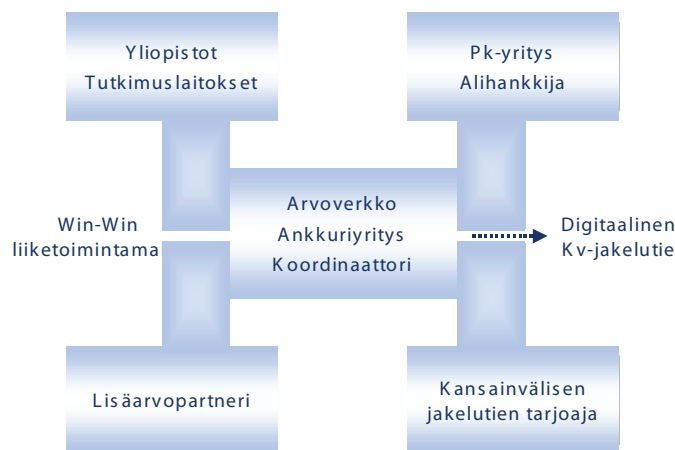 Yliopistot
Tutkimuslaitokset
Pk-yritys
Alihankkija
Arvoverkko
Ankkuriyritys
Koordinaattori
Win-Win
liiketoimintama
Digitaalinen
Kv-jakelutie
Lisäarvopartneri
Kansainvälisen
jakelutien tarjoaja